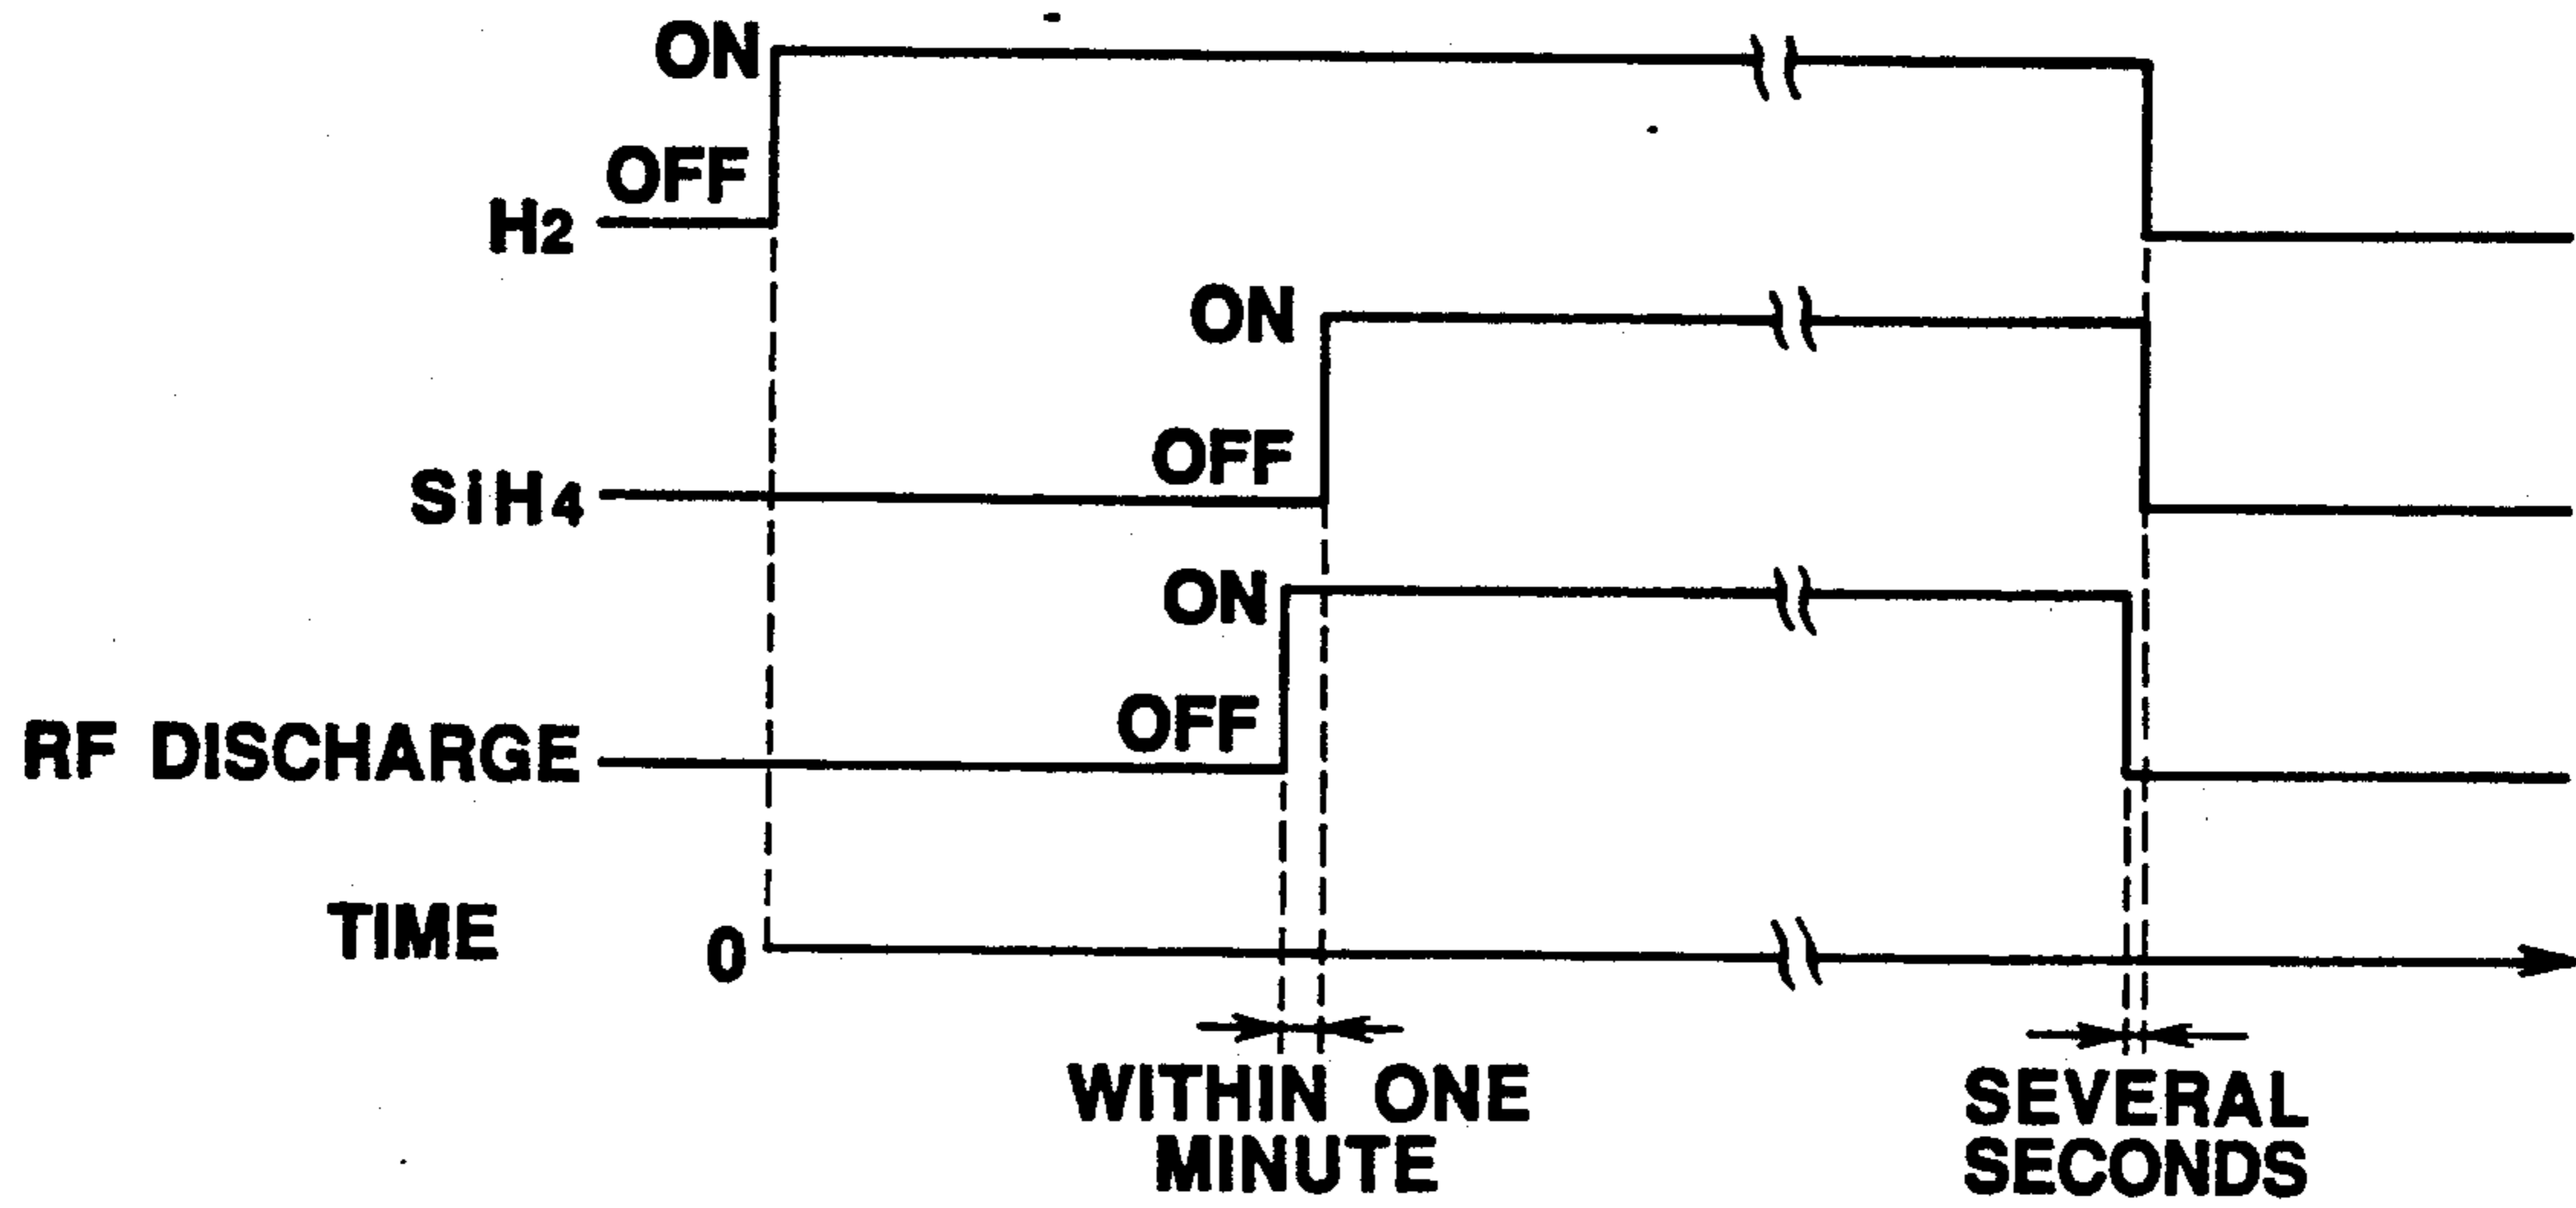 ON
OFF
H2
ON
OFF
SiH4
ON
OFF
RF DISCHARGE
TIME 0
WITHIN ONE
MINUTE
SEVERAL
SECONDS